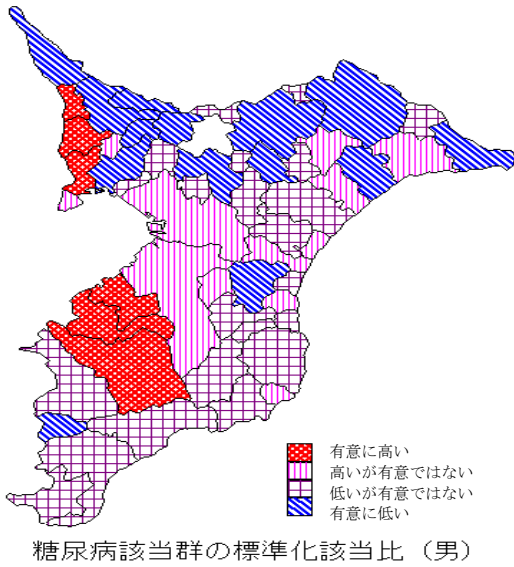 有意に高い
高いが有意ではない
低いが有意ではない
有意に低い
糖尿病該当群の標準化該当比（男）